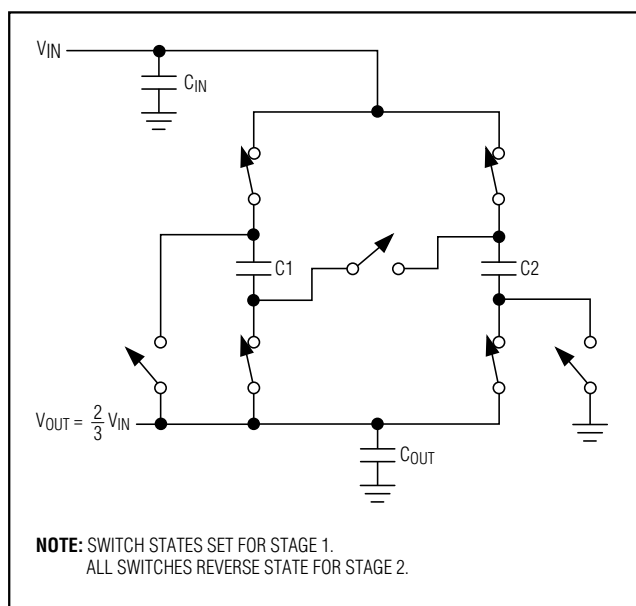 VIN
CIN
C1
C2
VOUT = 2/3 VIN
COUT
NOTE: SWITCH STATES SET FOR STAGE 1.
ALL SWITCHES REVERSE STATE FOR STAGE 2.